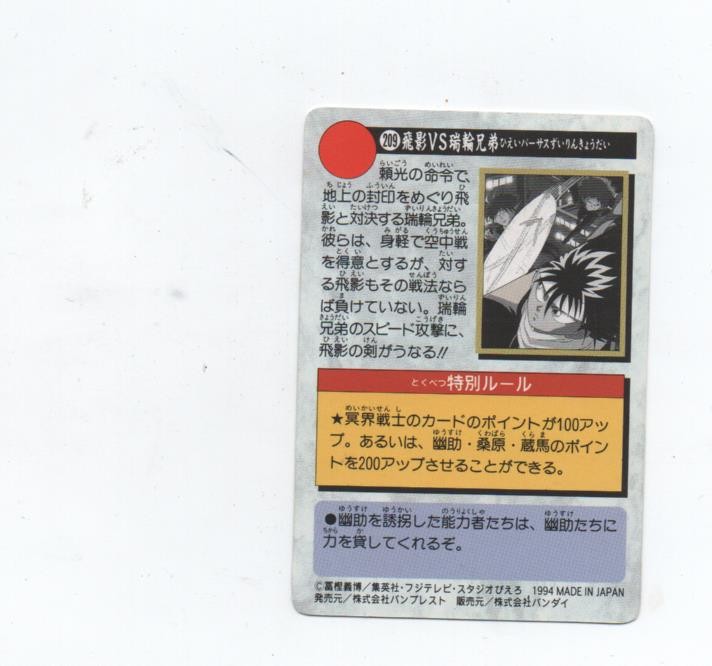 209 飛影VS瑞輪兄弟 ひえいバーサスずいりんきょうだい
頼光の命令で、
地上の封印をめぐり飛
影と対決する瑞輪兄弟。
彼らは、身軽で空中戦
を得意とするが、対す
る飛影もその戦法なら
ば負けていない。瑞輪
兄弟のスピード攻撃に、
飛影の剣がうなる!!
とくべつ特別ルール
★冥界戦士のカードのポイントが100アッ
プ。あるいは、幽助・桑原・蔵馬のポイン
トを200アップさせることができる。
●幽助を誘拐した能力者たちは、幽助たちに
力を貸してくれるぞ。
©冨樫義博/集英社・フジテレビ・スタジオぴえろ 1994 MADE IN JAPAN
発売元/株式会社バンプレスト 販売元/株式会社バンダイ